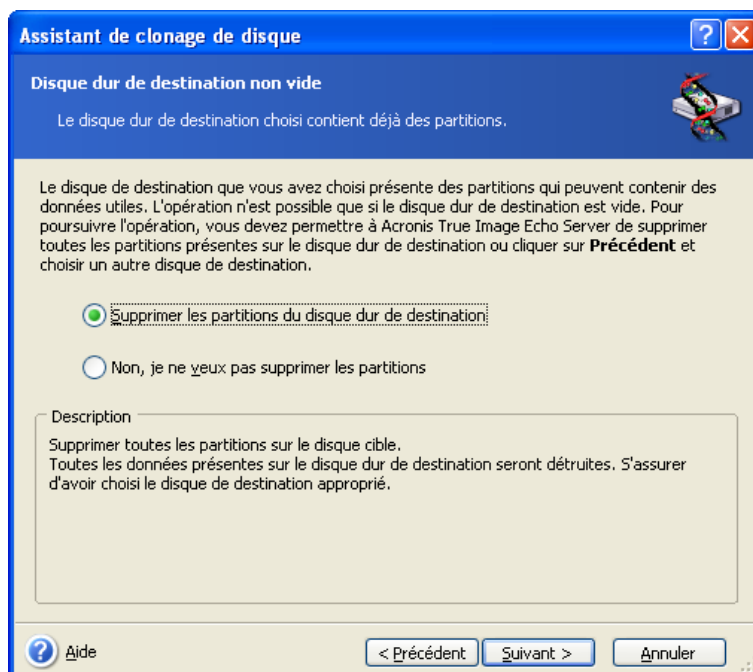 Assistant de clonage de disque
Disque dur de destination non vide
Le disque dur de destination choisi contient déjà des partitions.
Le disque de destination que vous avez choisi présente des partitions qui peuvent contenir des
données utiles. L'opération n'est possible que si le disque dur de destination est vide. Pour
poursuivre l'opération, vous devez permettre à Acronis True Image Echo Server de supprimer
toutes les partitions présentes sur le disque dur de destination ou cliquer sur Précédent et
choisir un autre disque de destination.
Supprimer les partitions du disque dur de destination
Non, je ne veux pas supprimer les partitions
Description
Supprimer toutes les partitions sur le disque cible.
Toutes les données présentes sur le disque dur de destination seront détruites. S'assurer
d'avoir choisi le disque de destination approprié.
Aide
< Précédent
Suivant >
Annuler